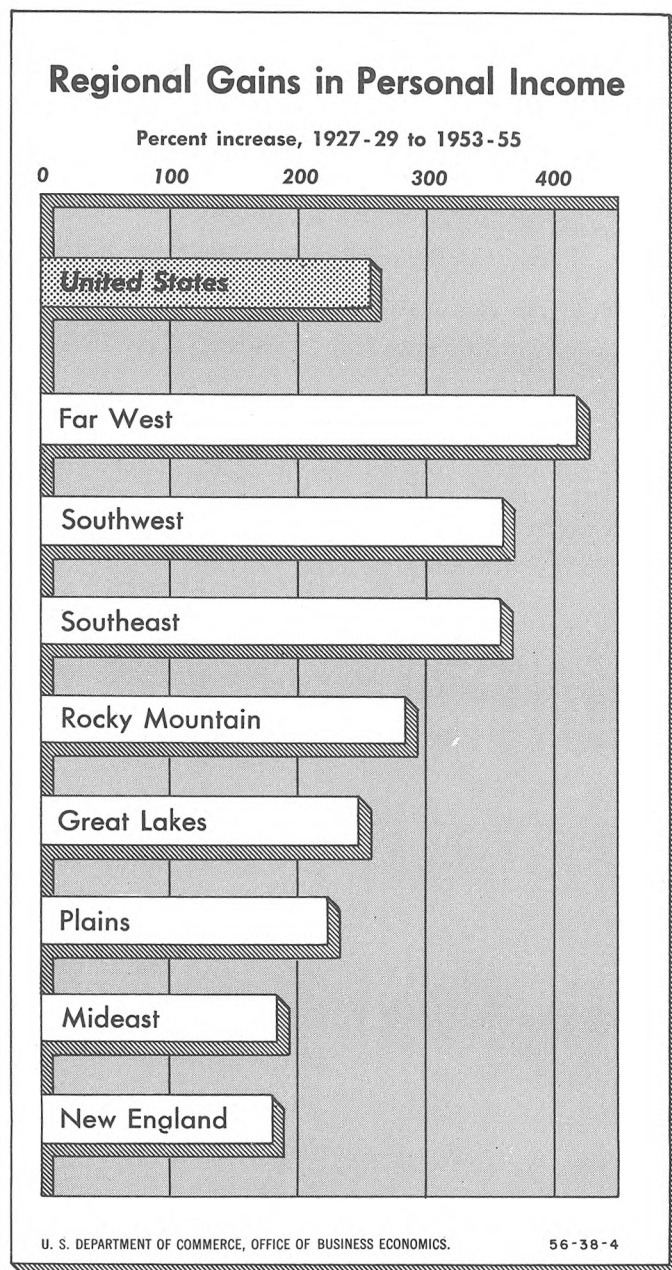 Regional Gains in Personal Income
Percent increase, 1927-29 to 1953-55
0 100 200 300 400
United States
Far West
Southwest
Southeast
Rocky Mountain
Great Lakes
Plains
Mideast
New England
U. S. DEPARTMENT OF COMMERCE, OFFICE OF BUSINESS ECONOMICS. 56-38-4